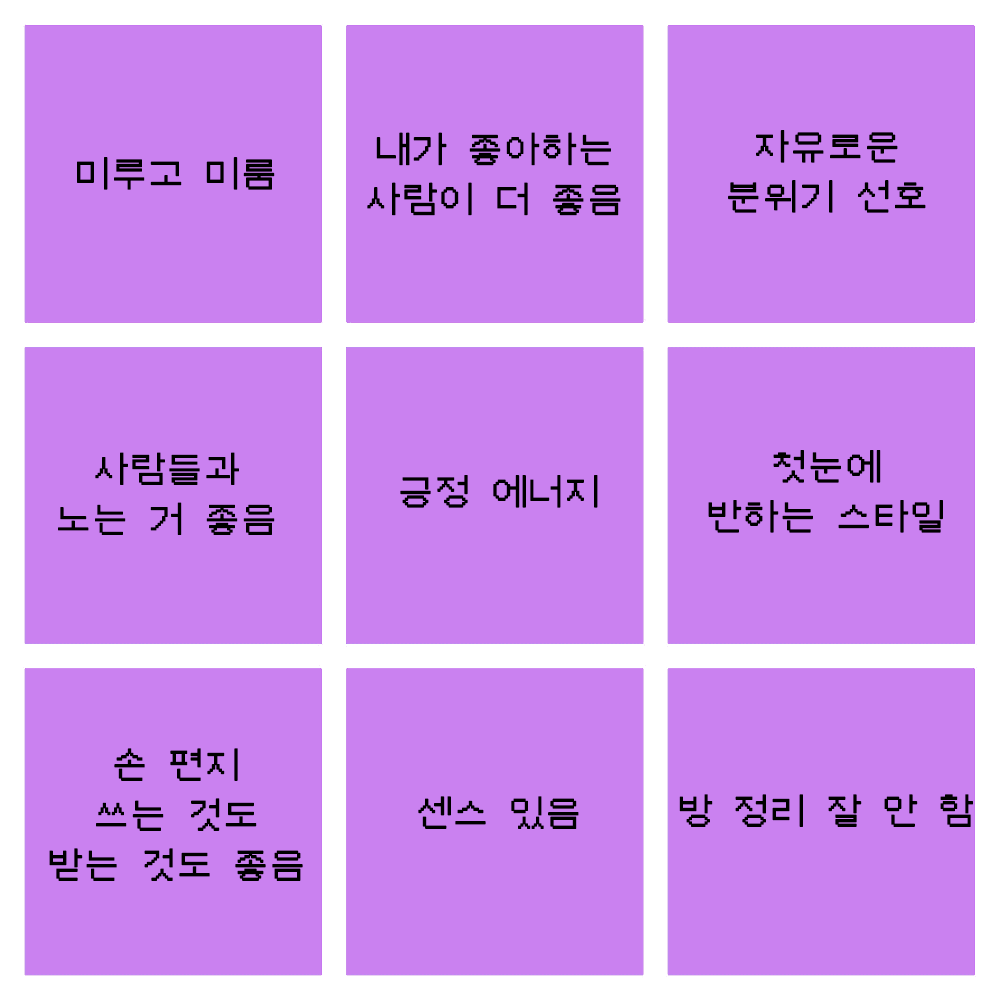 미루고 미룸
내가 좋아하는
사람이 더 좋음
자유로운
분위기 선호
사람들과
노는 거 좋음
긍정 에너지
첫눈에
반하는 스타일
손 편지
쓰는 것도
받는 것도 좋음
센스 있음
방 정리 잘 안 함